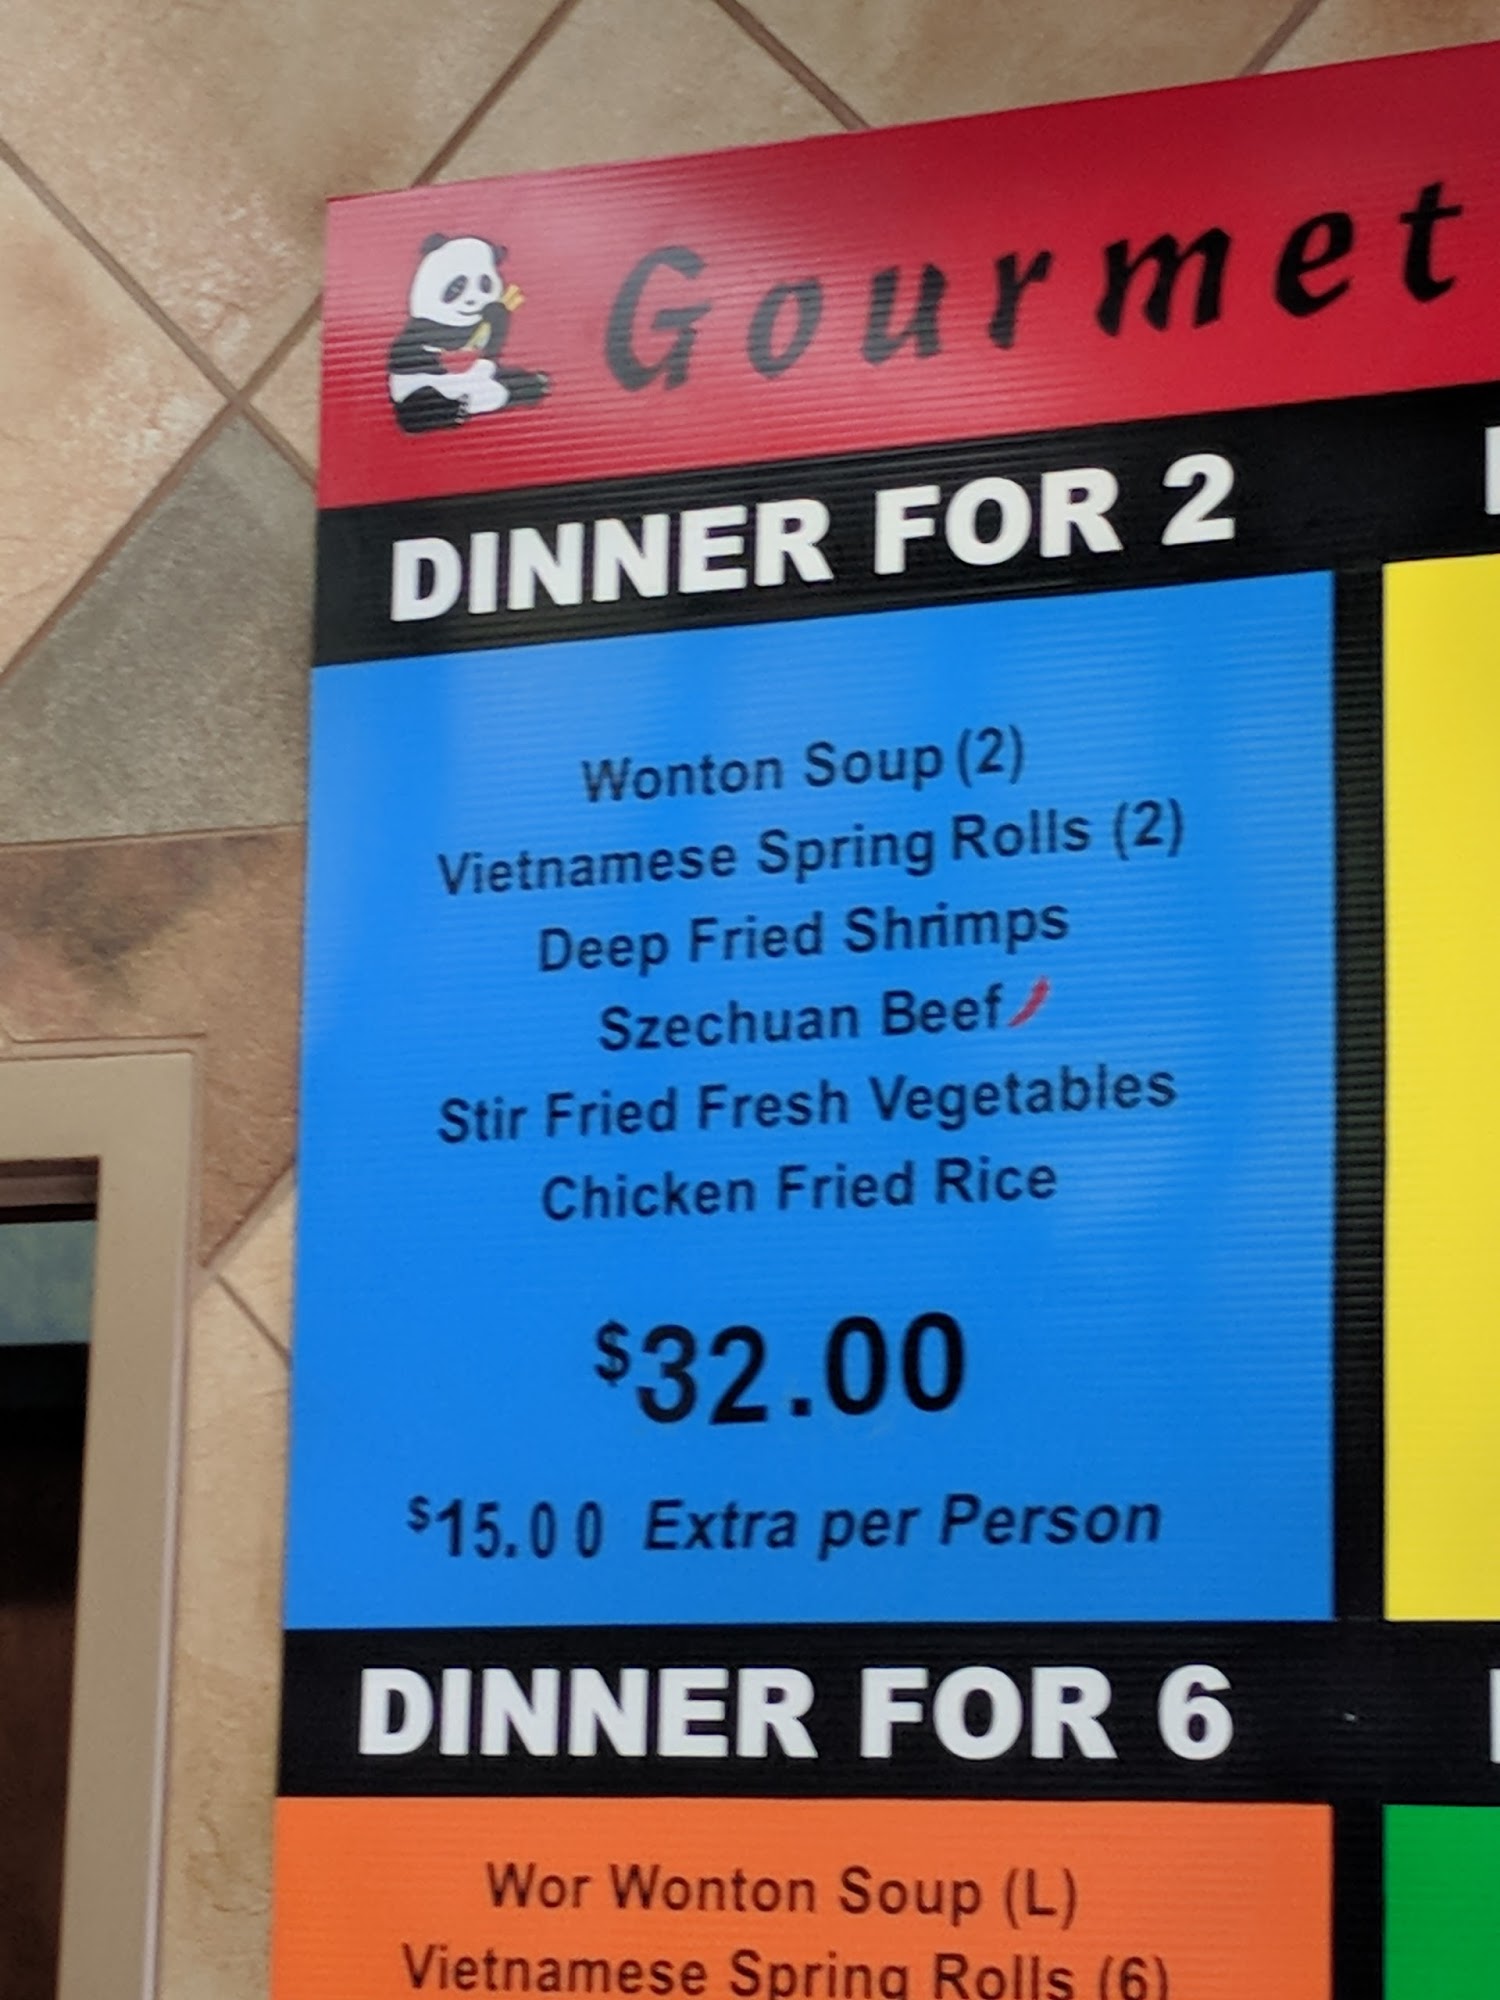 Gourmet
DINNER FOR 2
Wonton Soup (2)
Vietnamese Spring Rolls (2)
Deep Fried Shrimps
Szechuan Beef
Stir Fried Fresh Vegetables
Chicken Fried Rice
$32.00
$15.00 Extra per Person
DINNER FOR 6
Wor Wonton Soup (L)
Vietnamese Spring Rolls (6)